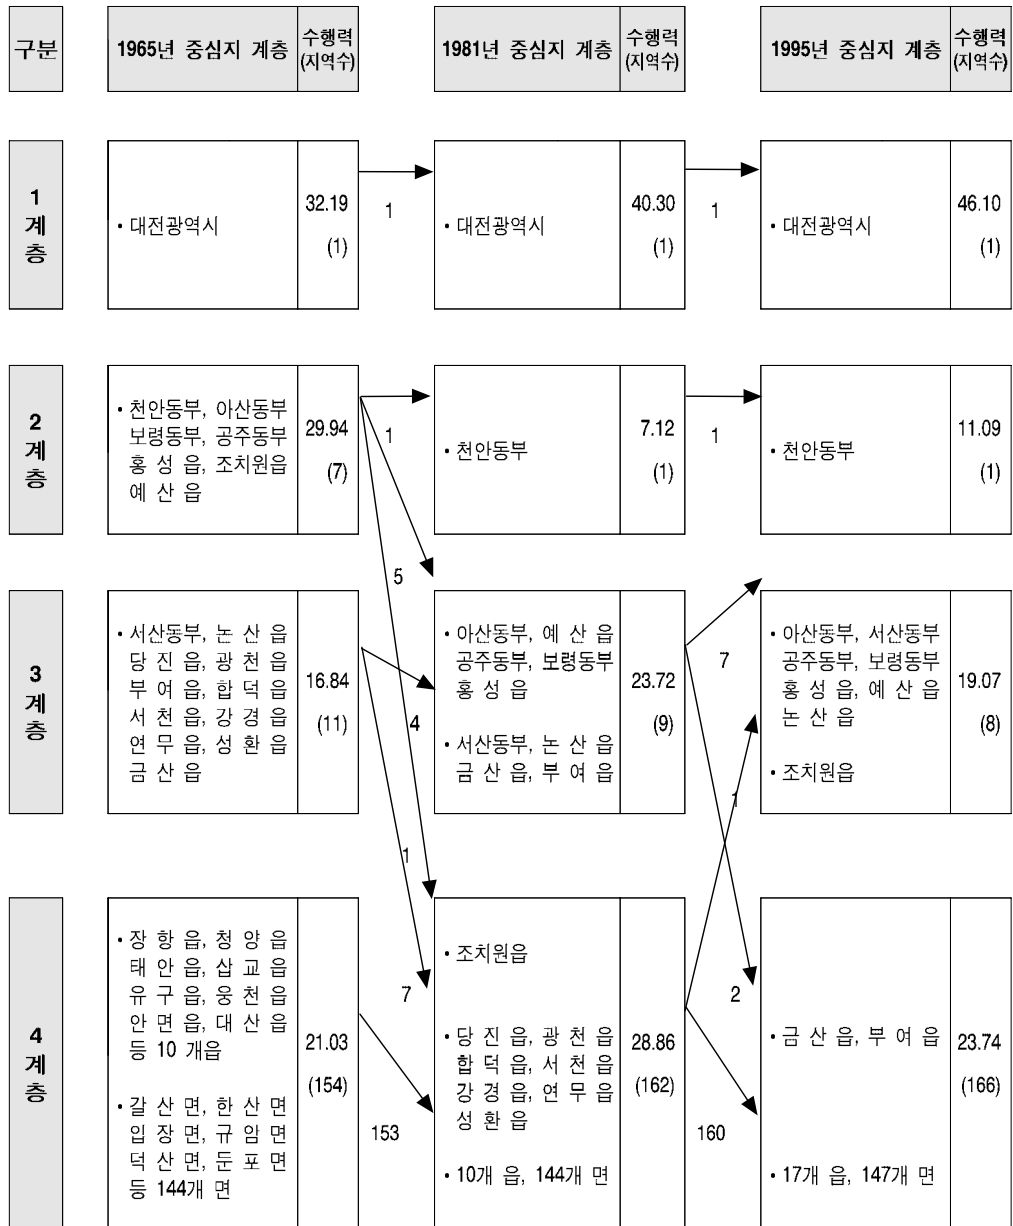 구분
1965년 중심지 계층
수행력
(지역수)
1981년 중심지 계층
수행력
(지역수)
1995년 중심지 계층
수행력
(지역수)
1
계
층
• 대전광역시
32.19
(1)
1
• 대전광역시
40.30
(1)
1
• 대전광역시
46.10
(1)
2
계
층
• 천안동부, 아산동부
보령동부, 공주동부
홍 성 읍, 조치원읍
예 산 읍
29.94
(7)
1
• 천안동부
7.12
(1)
1
• 천안동부
11.09
(1)
5
3
계
층
• 서산동부, 논 산 읍
당 진 읍, 광 천 읍
부 여 읍, 합 덕 읍
서 천 읍, 강 경 읍
연 무 읍, 성 환 읍
금 산 읍
16.84
(11)
4
• 아산동부, 예 산 읍
공주동부, 보령동부
홍 성 읍
• 서산동부, 논 산 읍
금 산 읍, 부 여 읍
23.72
(9)
7
• 아산동부, 서산동부
공주동부, 보령동부
홍 성 읍, 예 산 읍
논 산 읍
• 조치원읍
19.07
(8)
1
1
4
계
층
• 장 항 읍, 청 양 읍
태 안 읍, 삽 교 읍
유 구 읍, 웅 천 읍
안 면 읍, 대 산 읍
등 10 개읍
• 갈 산 면, 한 산 면
입 장 면, 규 암 면
덕 산 면, 둔 포 면
등 144개 면
21.03
(154)
7
153
• 조치원읍
• 당 진 읍, 광 천 읍
합 덕 읍, 서 천 읍
강 경 읍, 연 무 읍
성 환 읍
• 10개 읍, 144개 면
28.86
(162)
2
160
• 금 산 읍, 부 여 읍
• 17개 읍, 147개 면
23.74
(166)